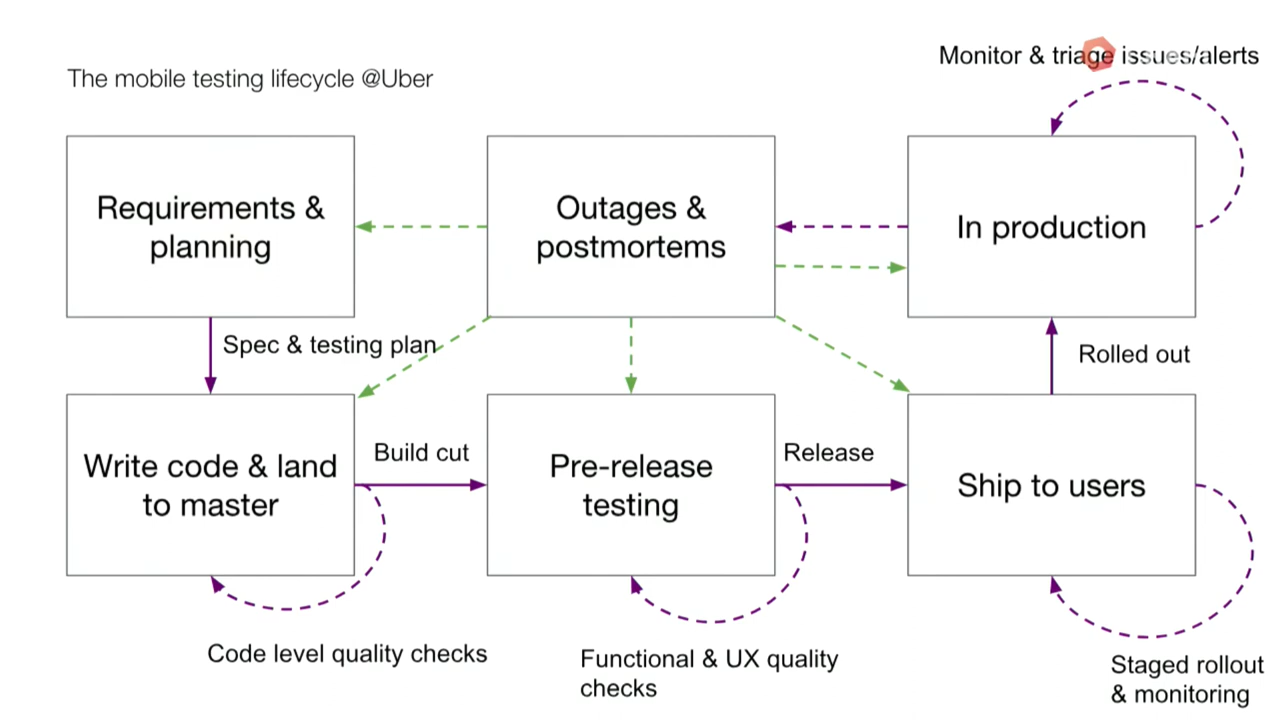 Monitor & triage issues/alerts
The mobile testing lifecycle @Uber
Requirements &
planning
Outages &
postmortems
In production
Spec & testing plan
Rolled out
Write code & land
to master
Build cut
Pre-release
testing
Release
Ship to users
Code level quality checks
Functional & UX quality
checks
Staged rollout
& monitoring